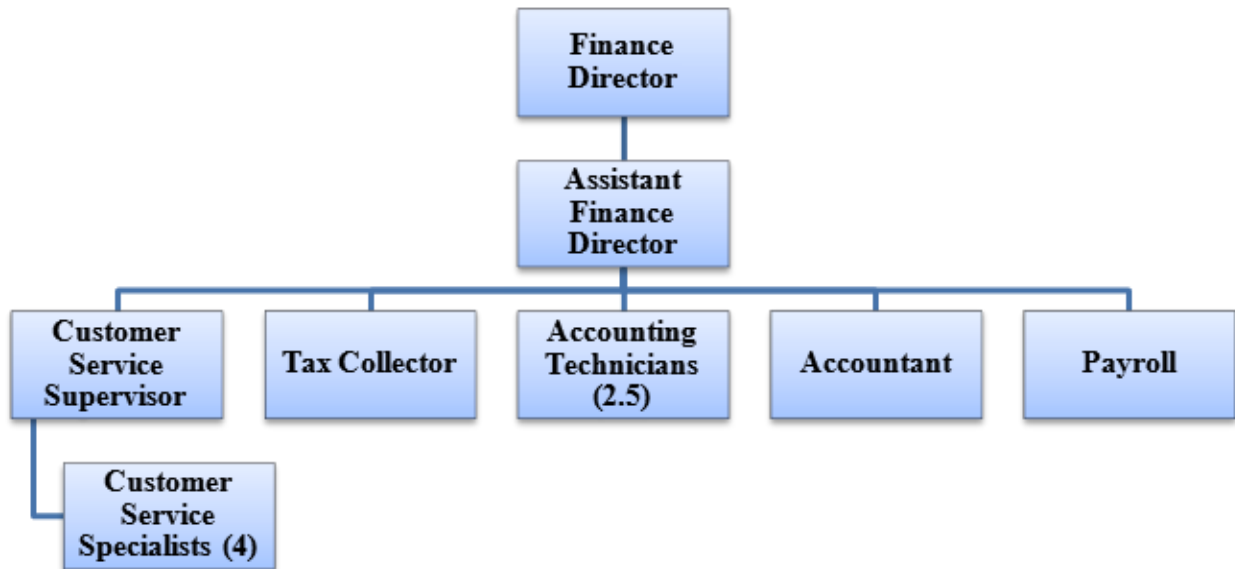 Finance
Director
Assistant
Finance
Director
Customer
Service
Supervisor
Tax Collector
Accounting
Technicians
(2.5)
Accountant
Payroll
Customer
Service
Specialists (4)